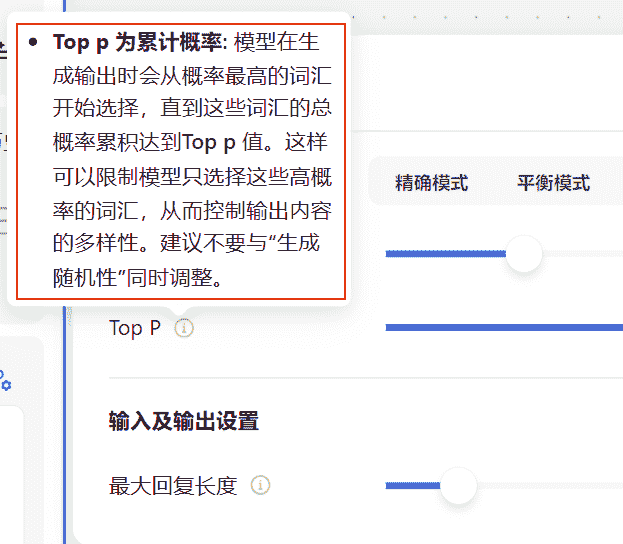 Top p 为累计概率: 模型在生
成输出时会从概率最高的词汇
开始选择，直到这些词汇的总
概率累积达到Top p 值。这样
可以限制模型只选择这些高概
率的词汇，从而控制输出内容
的多样性。建议不要与“生成
随机性”同时调整。
精确模式 平衡模式
Top P
输入及输出设置
最大回复长度